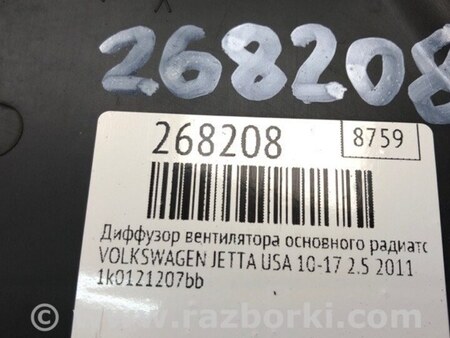 268208
268208
8759
Диффузор вентилятора основного радиатс
VOLKSWAGEN JETTA USA 10-17 2.5 2011
1k0121207bb
www.razborki.com